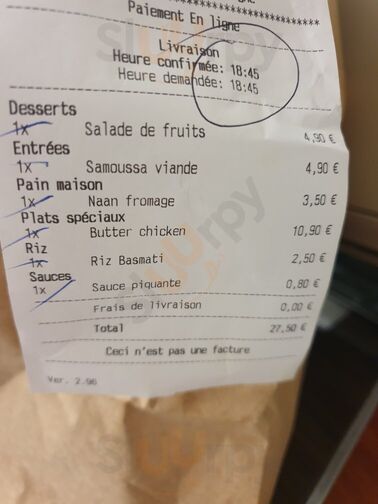 Paiement En ligne
Livraison
Heure confirmée: 18:45
Heure demandée: 18:45
Desserts
1x Salade de fruits 4,90 €
Entrées
1x Samoussa viande 4,90 €
Pain maison
1x Naan fromage 3,50 €
Plats spéciaux
1x Butter chicken 10,90 €
Riz
1x Riz Basmati 2,50 €
Sauces
1x Sauce piquante 0,80 €
Frais de livraison 0,00 €
Total 27,50 €
Ceci n'est pas une facture
Ver. 2.96
sluurpy
sluurpy
sluurpy